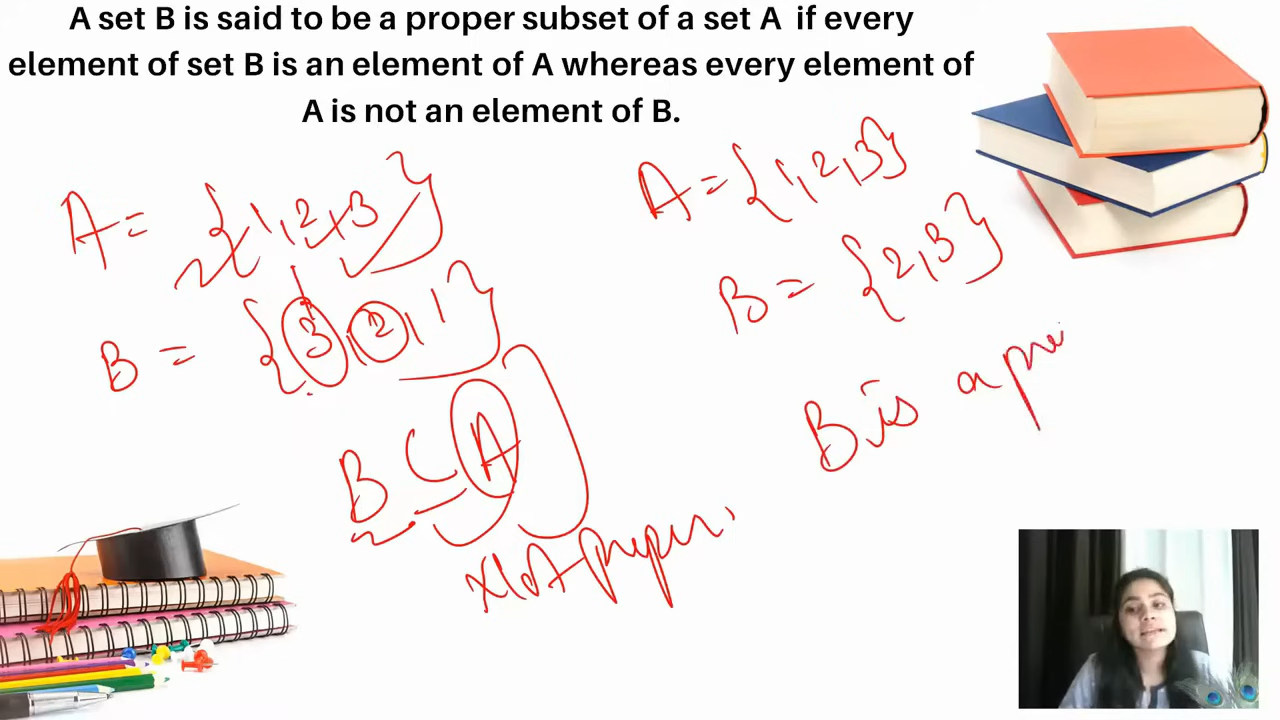 A set B is said to be a proper subset of a set A if every
element of set B is an element of A whereas every element of
A is not an element of B.
A = {1,2,3}
B = {3,2,1}
B ⊆ A
Not proper.
A = {1,2,3}
B = {2,3}
B is a